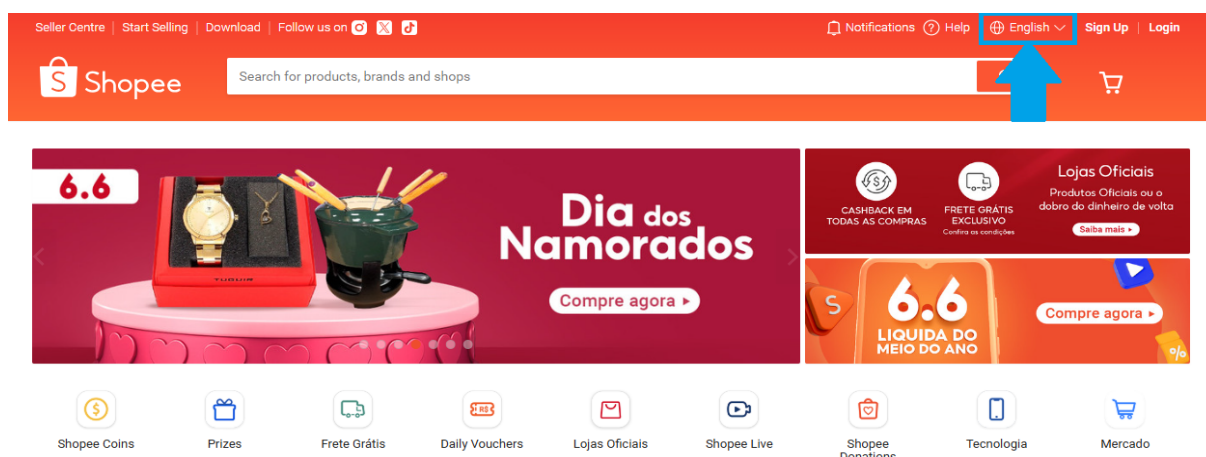 Seller Centre | Start Selling | Download | Follow us on
Notifications
Help
English
Sign Up | Login
S Shopee
Search for products, brands and shops
6.6
Dia dos
Namorados
Compre agora
CASHBACK EM
TODAS AS COMPRAS
FRETE GRÁTIS
EXCLUSIVO
Confira as condições
Lojas Oficiais
Produtos Oficiais ou o
dobro do dinheiro de volta
Saiba mais
S
6.6
LIQUIDA DO
MEIO DO ANO
Compre agora
%
Shopee Coins
Prizes
Frete Grátis
Daily Vouchers
Lojas Oficiais
Shopee Live
Shopee
Donations
Tecnologia
Mercado